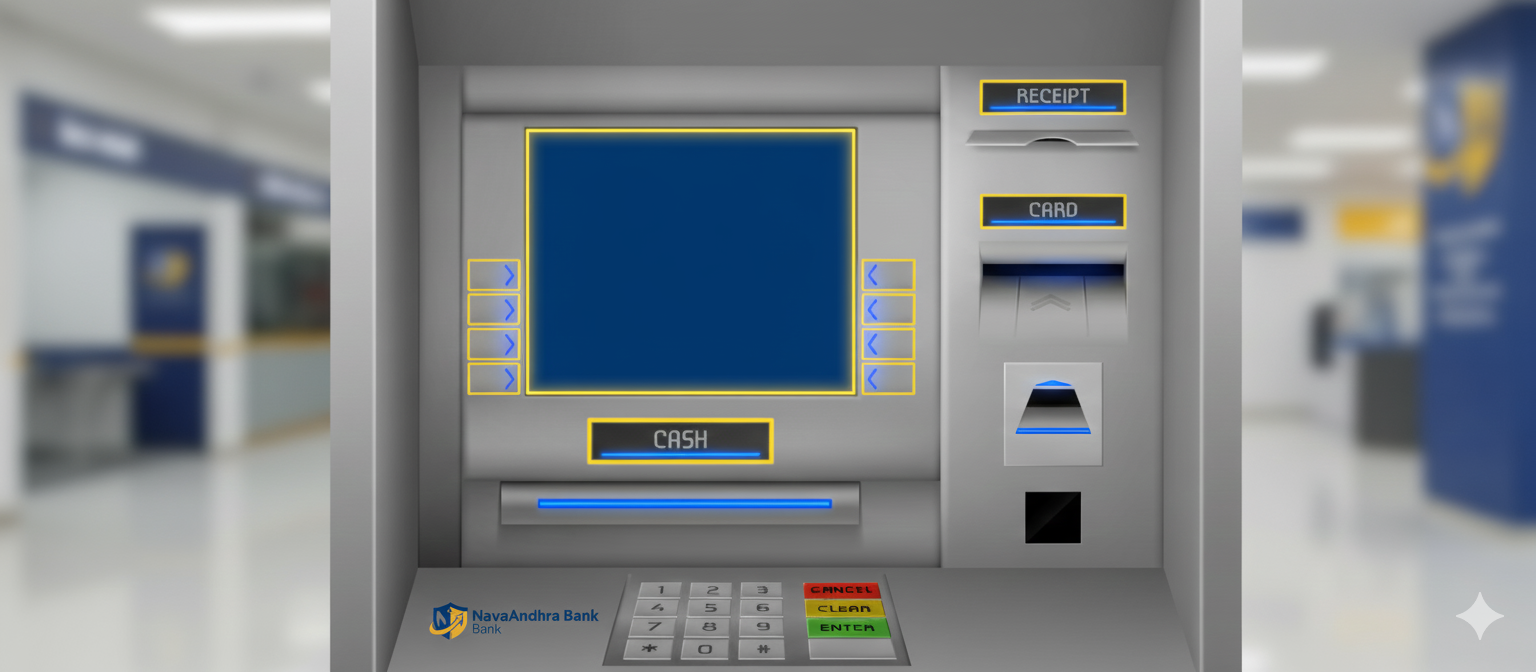 RECEIPT
CARD
CASH
1 2 3
4 5 6
7 8 9
* 0 #
CANCEL
CLEAR
ENTER
NavaAndhra Bank
Bank